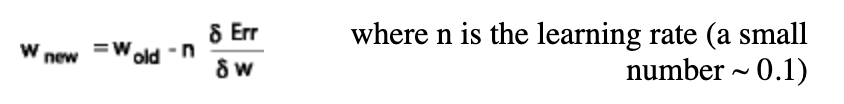 w new = w old - n δ Err / δ w
where n is the learning rate (a small
number ~ 0.1)